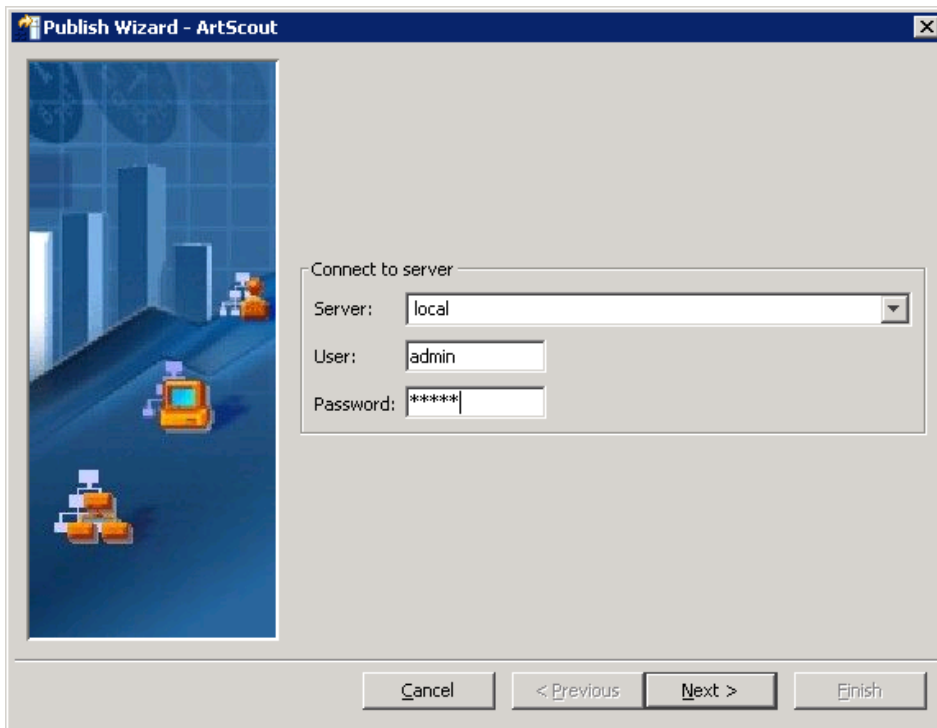 Publish Wizard - ArtScout
Connect to server
Server: local
User: admin
Password: *****
Cancel < Previous Next > Finish